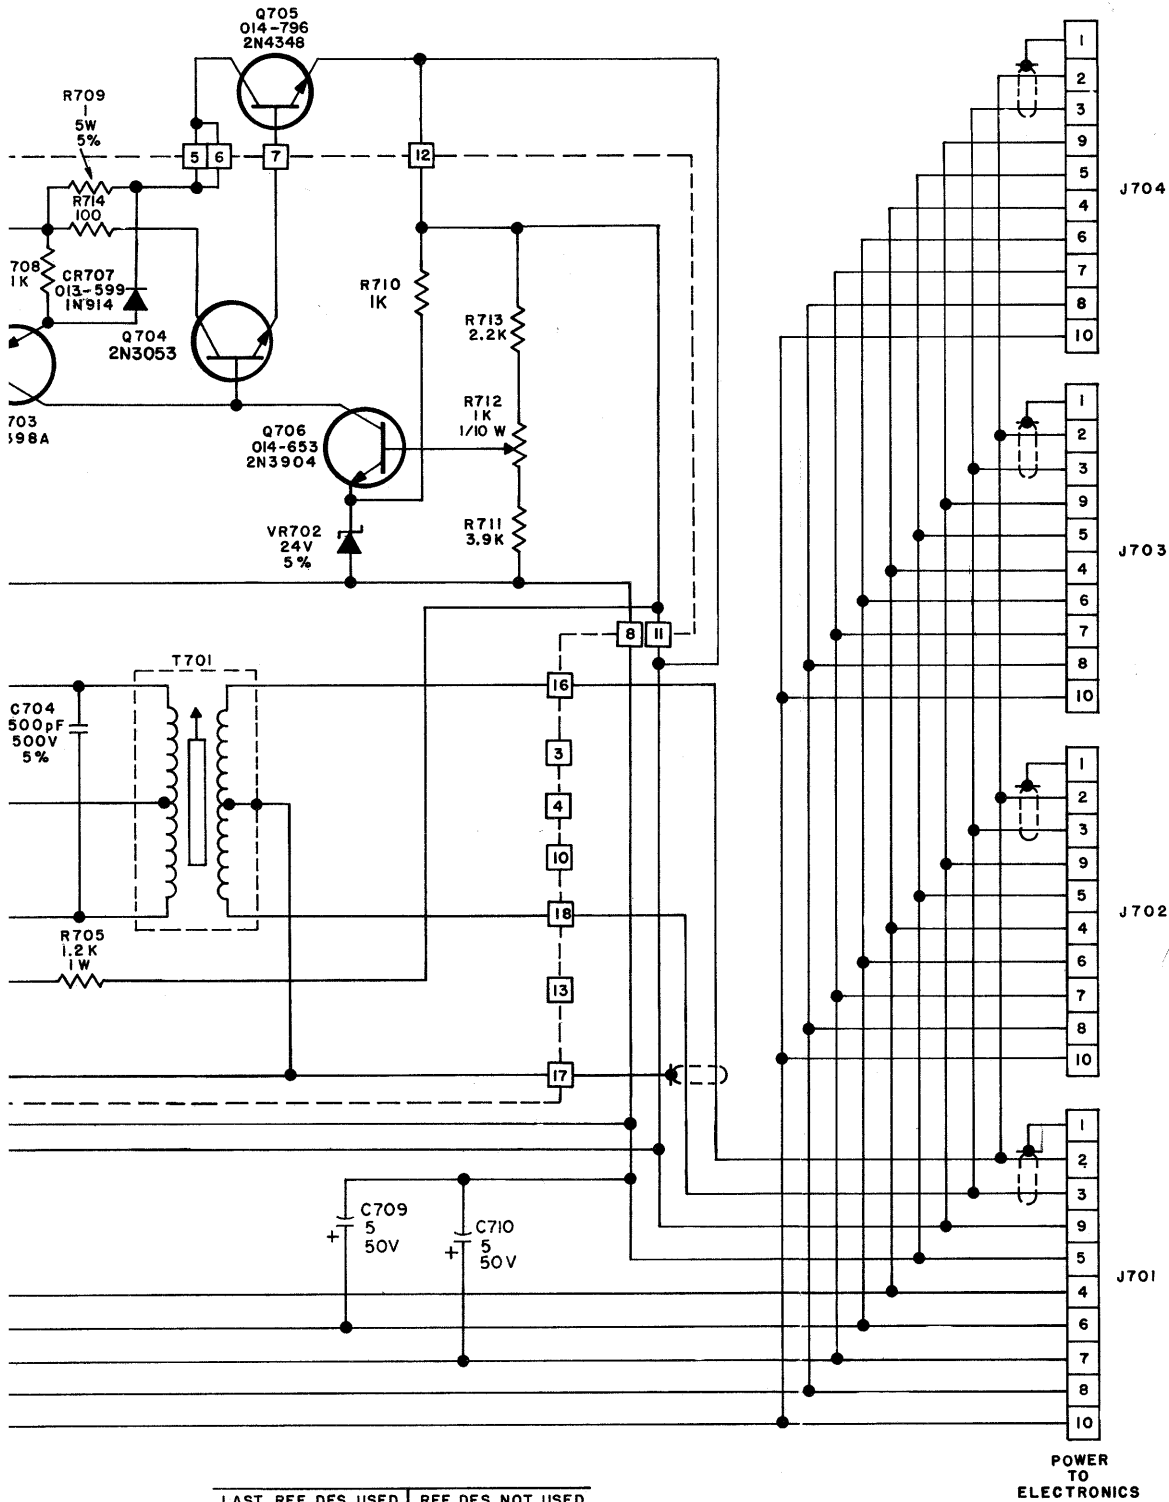 Q705
014-796
2N4348
R709
1
5W
5%
5
6
7
12
R714
100
708
1K
CR707
013-599
1N914
Q704
2N3053
R710
1K
R713
2.2K
R712
1K
1/10 W
703
398A
Q706
014-653
2N3904
VR702
24V
5%
R711
3.9K
8
11
T701
16
C704
500pF
500V
5%
3
4
10
18
R705
1.2K
1W
13
17
C709
5
50V
+
C710
5
50V
+
1
2
3
9
5
4
6
7
8
10
J704
1
2
3
9
5
4
6
7
8
10
J703
1
2
3
9
5
4
6
7
8
10
J702
1
2
3
9
5
4
6
7
8
10
J701
POWER
TO
ELECTRONICS
LAST REF DES USED REF DES NOT USED